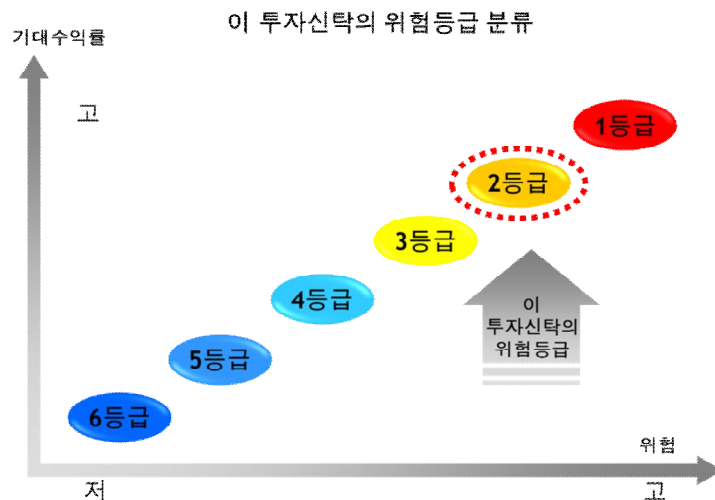 이 투자신탁의 위험등급 분류
기대수익률
고
1등급
2등급
3등급
4등급
5등급
6등급
이
투자신탁의
위험등급
위험
저
고